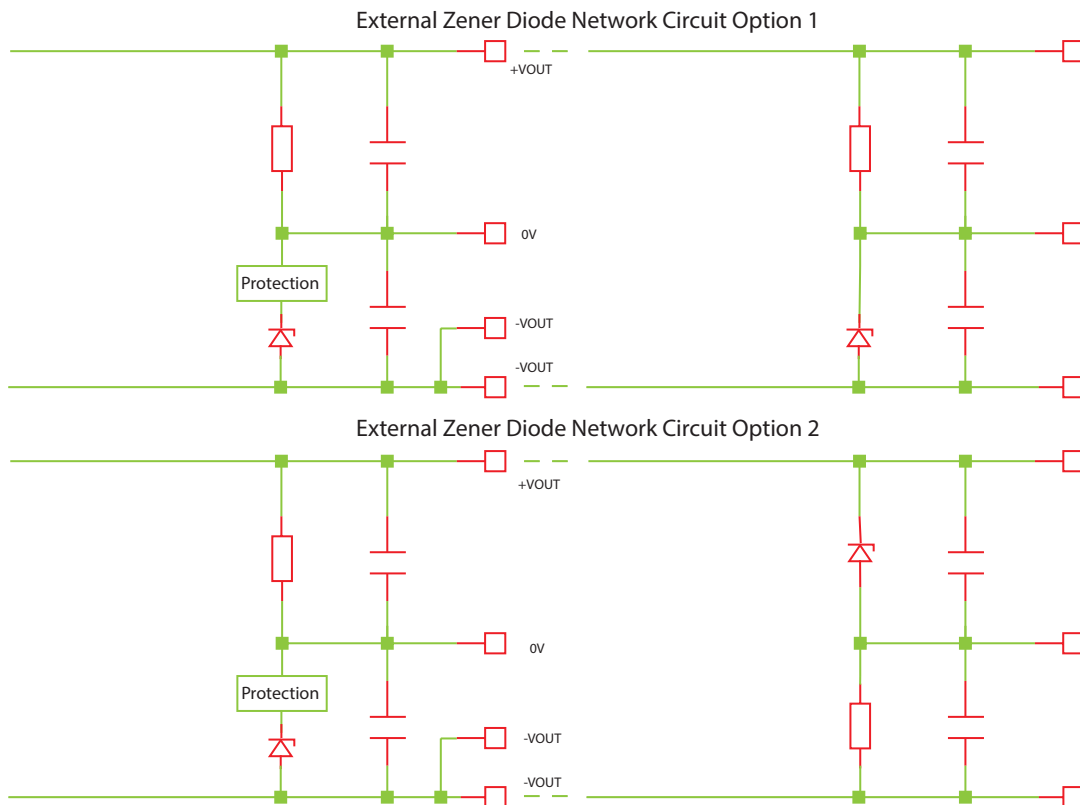 External Zener Diode Network Circuit Option 1
+VOUT
0V
Protection
-VOUT
-VOUT
External Zener Diode Network Circuit Option 2
+VOUT
0V
Protection
-VOUT
-VOUT